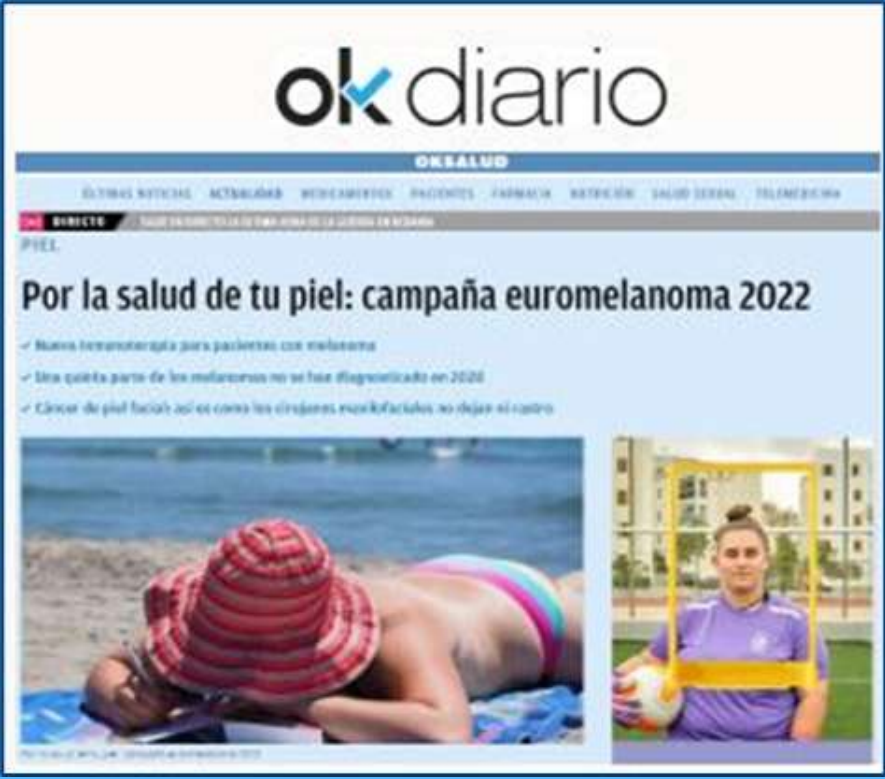 ok diario
OKSALUD
ÚLTIMAS NOTICIAS ACTUALIDAD MEDICAMENTOS PACIENTES FARMACIA NUTRICIÓN SALUD SEXUAL TELEMEDICINA
DIRECTO
PIEL
Por la salud de tu piel: campaña euromelanoma 2022
✓ Nueva inmunoterapia para pacientes con melanoma
✓ Una quinta parte de los melanomas no se han diagnosticado en 2020
✓ Cáncer de piel facial: así es como los cirujanos maxilofaciales no dejan ni rastro